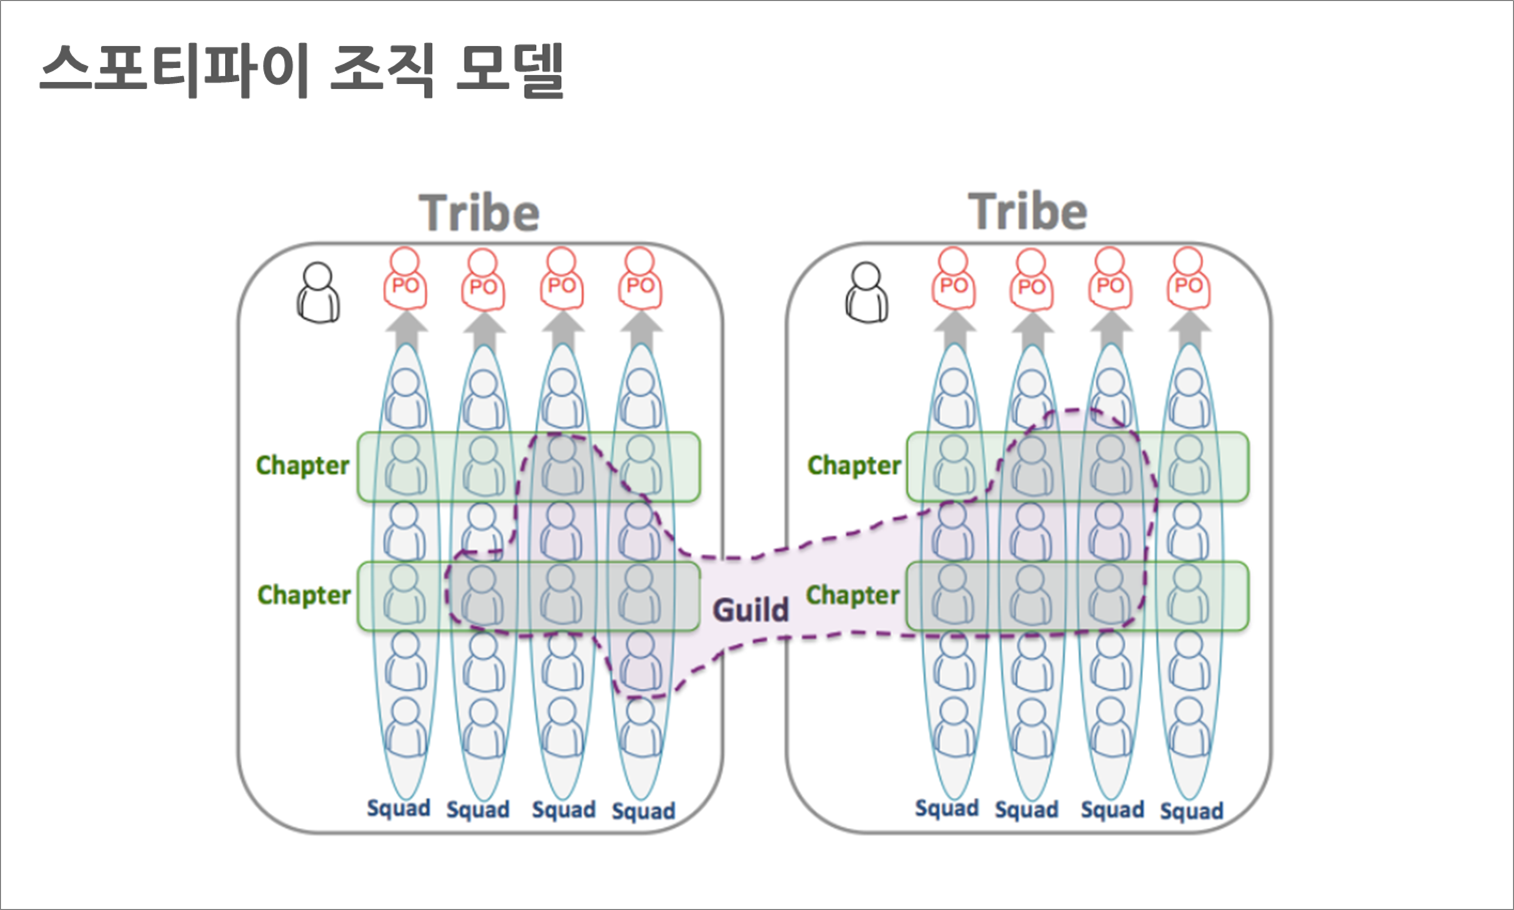 스포티파이 조직 모델
Tribe
Tribe
PO PO PO PO
PO PO PO PO
Chapter
Chapter
Chapter
Guild
Chapter
Squad Squad Squad Squad
Squad Squad Squad Squad